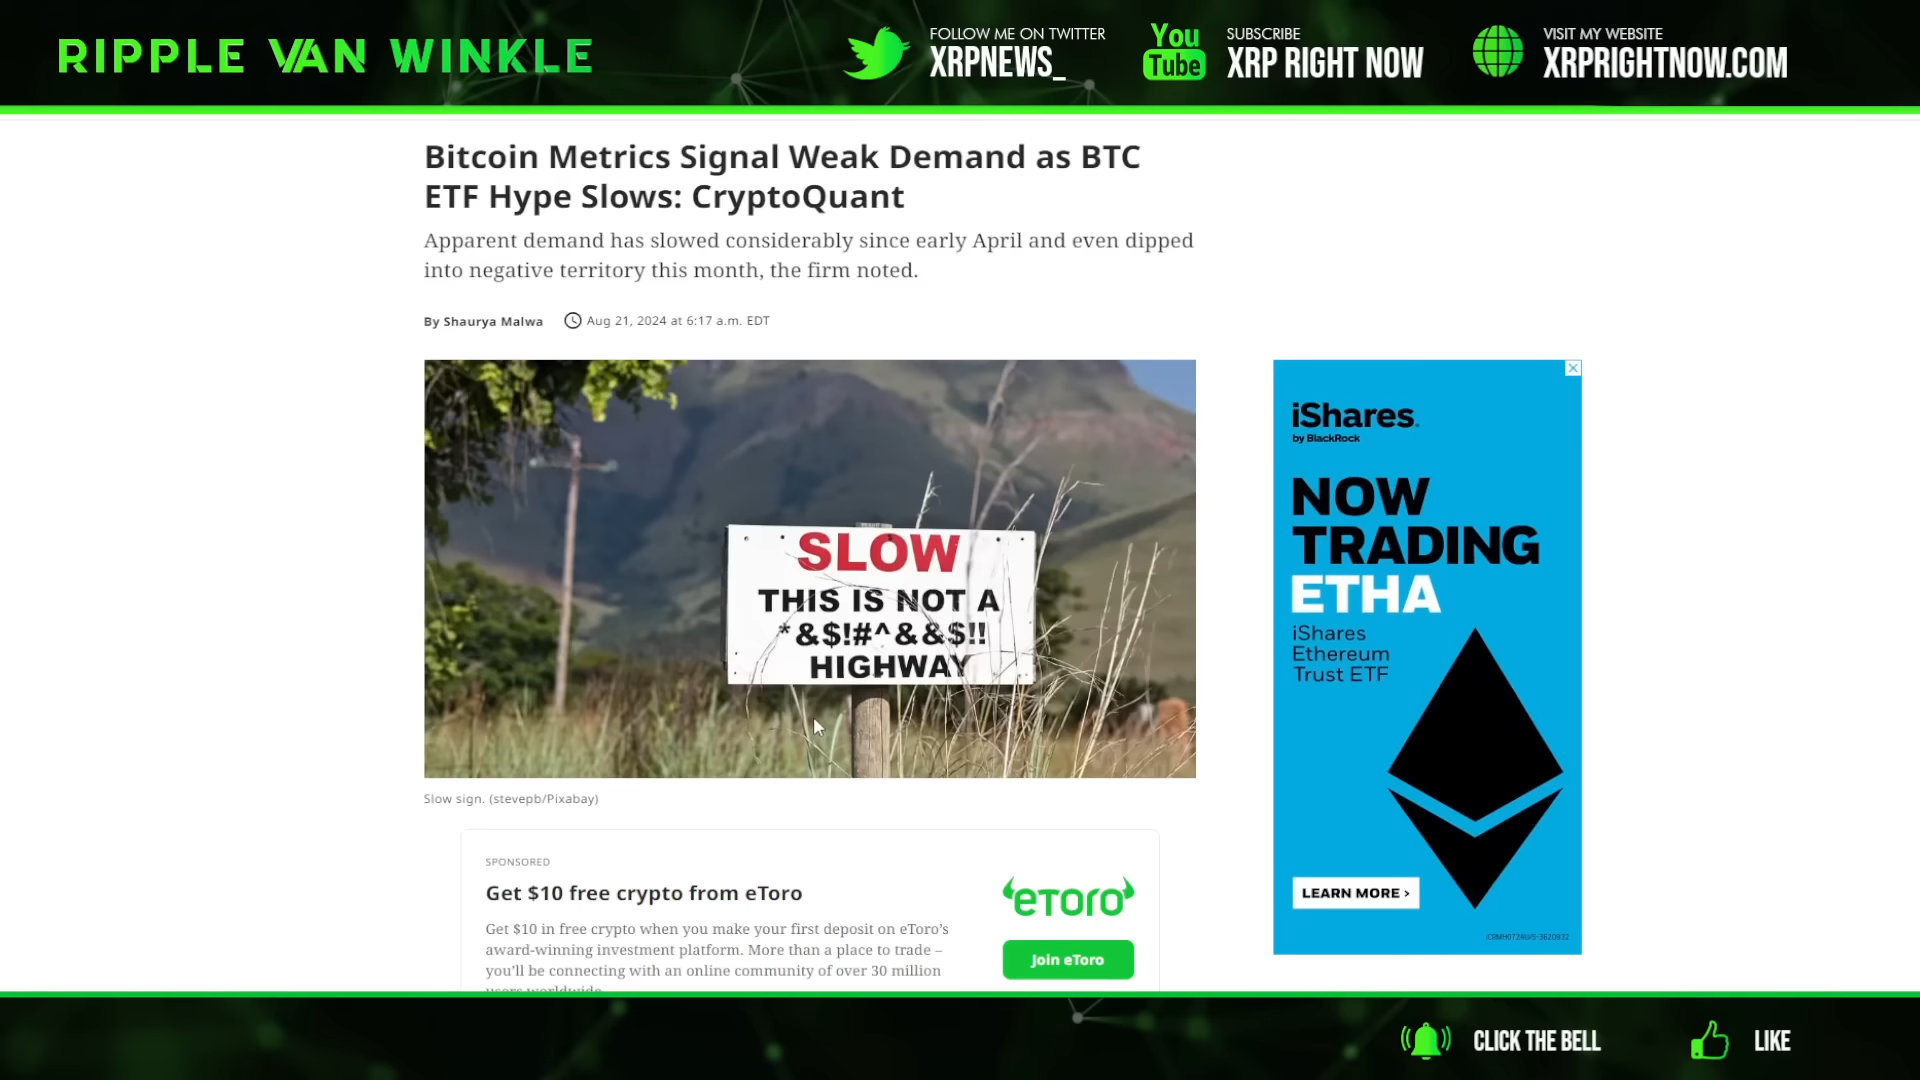 RIPPLE VAN WINKLE
FOLLOW ME ON TWITTER
XRPNEWS_
You
Tube
SUBSCRIBE
XRP RIGHT NOW
VISIT MY WEBSITE
XRPRIGHTNOW.COM
Bitcoin Metrics Signal Weak Demand as BTC
ETF Hype Slows: CryptoQuant
Apparent demand has slowed considerably since early April and even dipped
into negative territory this month, the firm noted.
By Shaurya Malwa Aug 21, 2024 at 6:17 a.m. EDT
SLOW
THIS IS NOT A
*&$!#^&&$!!
HIGHWAY
Slow sign. (stevepb/Pixabay)
SPONSORED
Get $10 free crypto from eToro
Get $10 in free crypto when you make your first deposit on eToro’s
award-winning investment platform. More than a place to trade –
you’ll be connecting with an online community of over 30 million
users worldwide.
eToro
Join eToro
iShares.
by BlackRock
NOW
TRADING
ETHA
iShares
Ethereum
Trust ETF
LEARN MORE >
CLICK THE BELL
LIKE